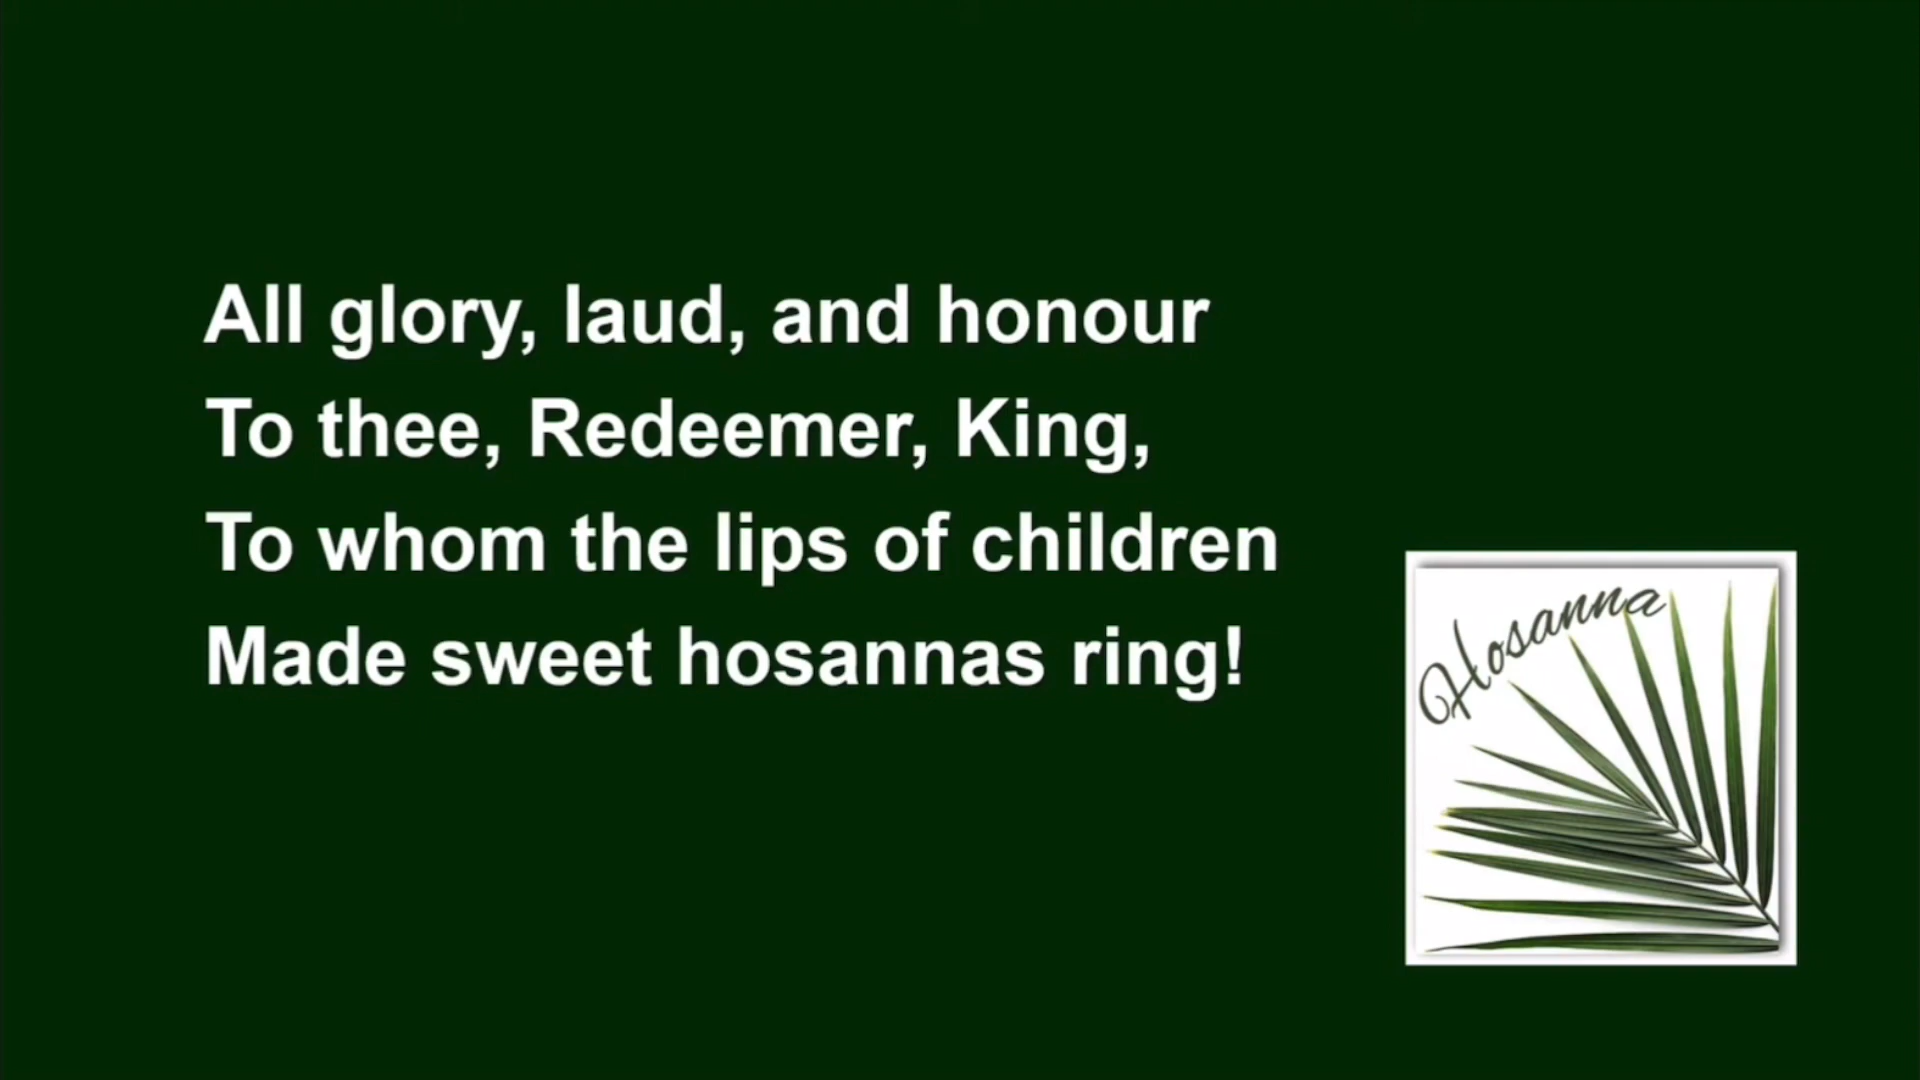 All glory, laud, and honour
To thee, Redeemer, King,
To whom the lips of children
Made sweet hosannas ring!
Hosanna